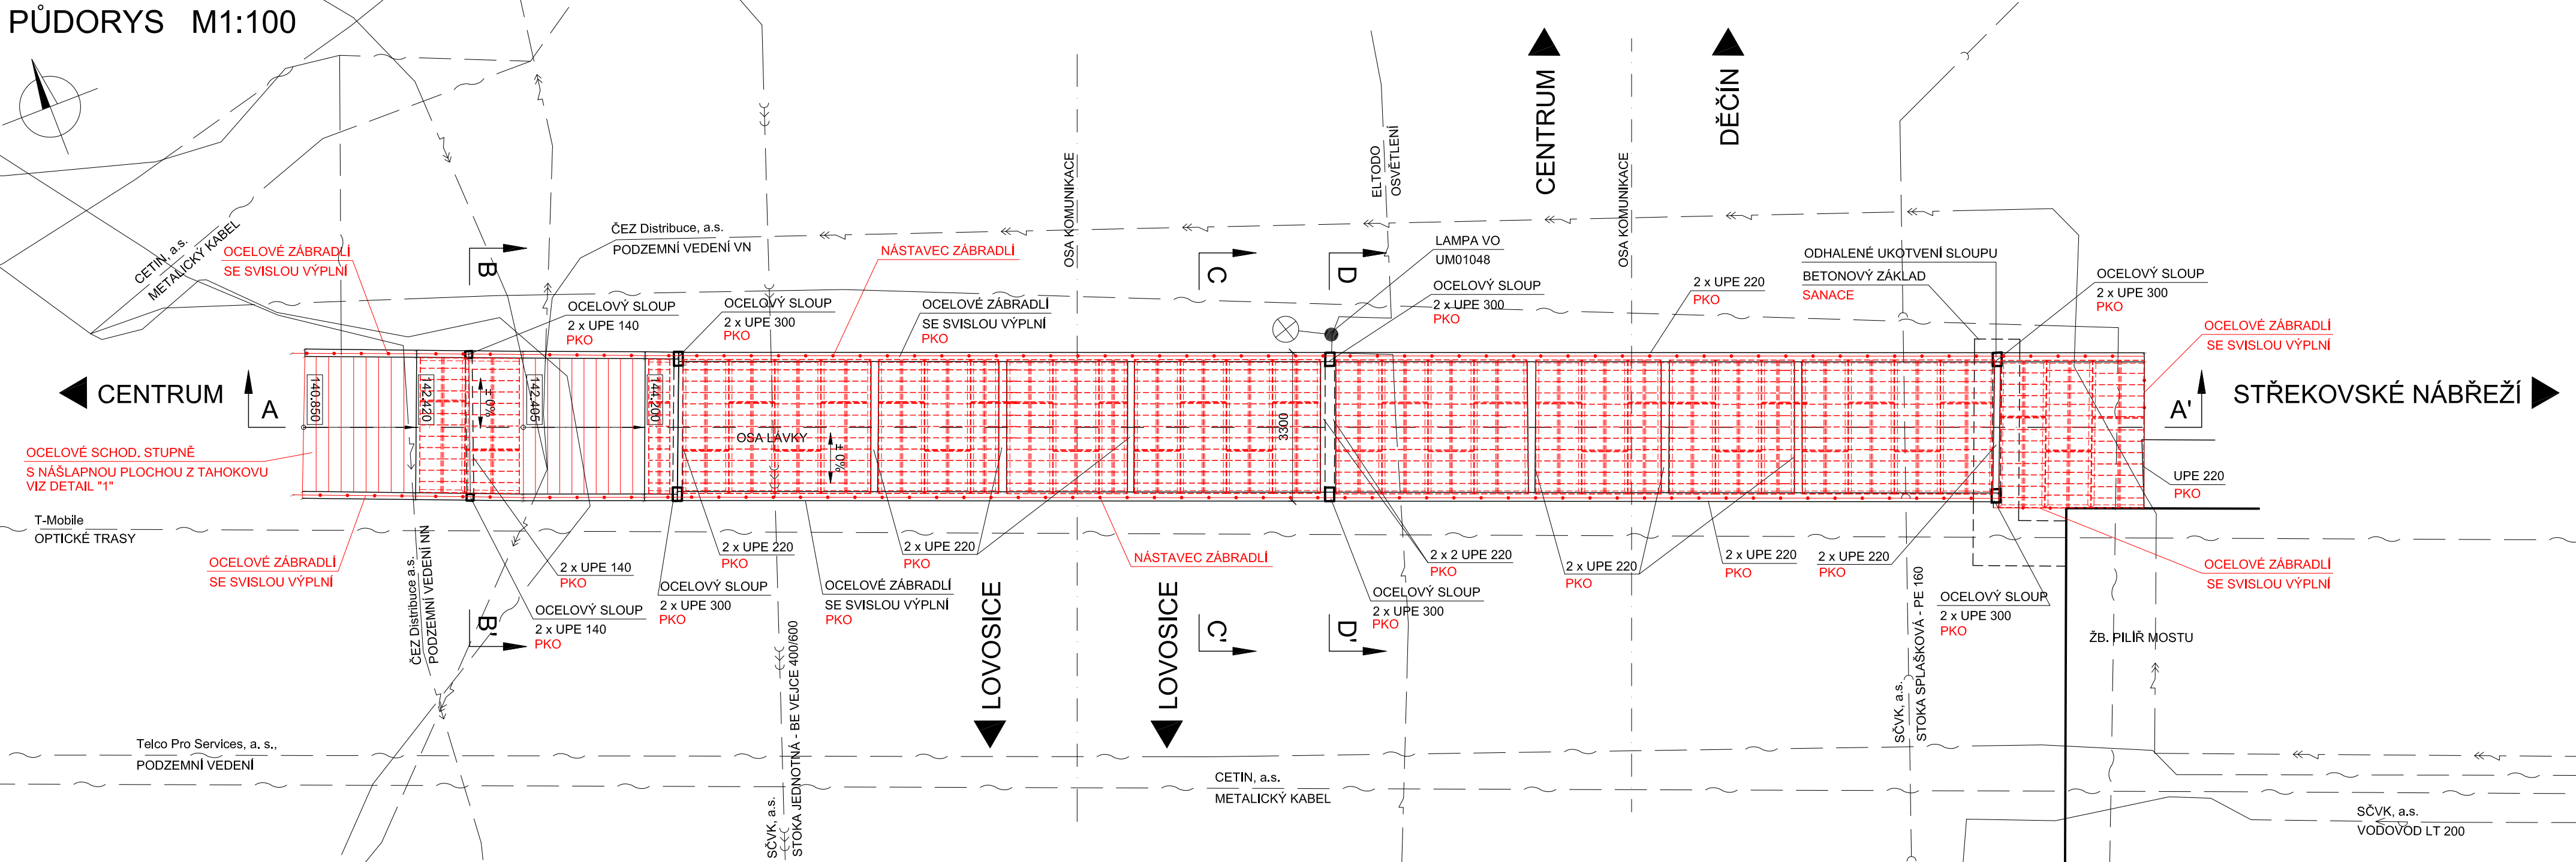 PŮDORYS M1:100
CENTRUM
DĚČÍN
OSA KOMUNIKACE
ELTODO
OSVĚTLENÍ
OSA KOMUNIKACE
CETIN, a.s.
METALICKÝ KABEL
OCELOVÉ ZÁBRADLÍ
SE SVISLOU VÝPLNÍ
B
ČEZ Distribuce, a.s.
PODZEMNÍ VEDENÍ VN
NÁSTAVEC ZÁBRADLÍ
C
D
LAMPA VO
UM01048
OCELOVÝ SLOUP
2 x UPE 140
PKO
OCELOVÝ SLOUP
2 x UPE 300
PKO
OCELOVÉ ZÁBRADLÍ
SE SVISLOU VÝPLNÍ
PKO
OCELOVÝ SLOUP
2 x UPE 300
PKO
2 x UPE 220
PKO
ODHALENÉ UKOTVENÍ SLOUPU
BETONOVÝ ZÁKLAD
SANACE
OCELOVÝ SLOUP
2 x UPE 300
PKO
OCELOVÉ ZÁBRADLÍ
SE SVISLOU VÝPLNÍ
CENTRUM
A
140.850
142.420
± 0%
142.405
144.200
OSA LÁVKY
± 0%
3300
A'
STŘEKOVSKÉ NÁBŘEŽÍ
OCELOVÉ SCHOD. STUPNĚ
S NÁŠLAPNOU PLOCHOU Z TAHOKOVU
VIZ DETAIL "1"
UPE 220
PKO
T-Mobile
OPTICKÉ TRASY
OCELOVÉ ZÁBRADLÍ
SE SVISLOU VÝPLNÍ
ČEZ Distribuce a.s.
PODZEMNÍ VEDENÍ NN
2 x UPE 140
PKO
OCELOVÝ SLOUP
2 x UPE 140
PKO
B'
2 x UPE 220
PKO
OCELOVÝ SLOUP
2 x UPE 300
PKO
2 x UPE 220
PKO
OCELOVÉ ZÁBRADLÍ
SE SVISLOU VÝPLNÍ
PKO
LOVOSICE
NÁSTAVEC ZÁBRADLÍ
LOVOSICE
C'
D'
2 x 2 UPE 220
PKO
OCELOVÝ SLOUP
2 x UPE 300
PKO
2 x UPE 220
PKO
2 x UPE 220
PKO
2 x UPE 220
PKO
OCELOVÝ SLOUP
2 x UPE 300
PKO
OCELOVÉ ZÁBRADLÍ
SE SVISLOU VÝPLNÍ
ŽB. PILÍŘ MOSTU
SČVK, a.s.
STOKA JEDNOTNÁ - BE VEJCE 400/600
SČVK, a.s.
STOKA SPLAŠKOVÁ - PE 160
Telco Pro Services, a. s.,
PODZEMNÍ VEDENÍ
CETIN, a.s.
METALICKÝ KABEL
SČVK, a.s.
VODOVOD LT 200